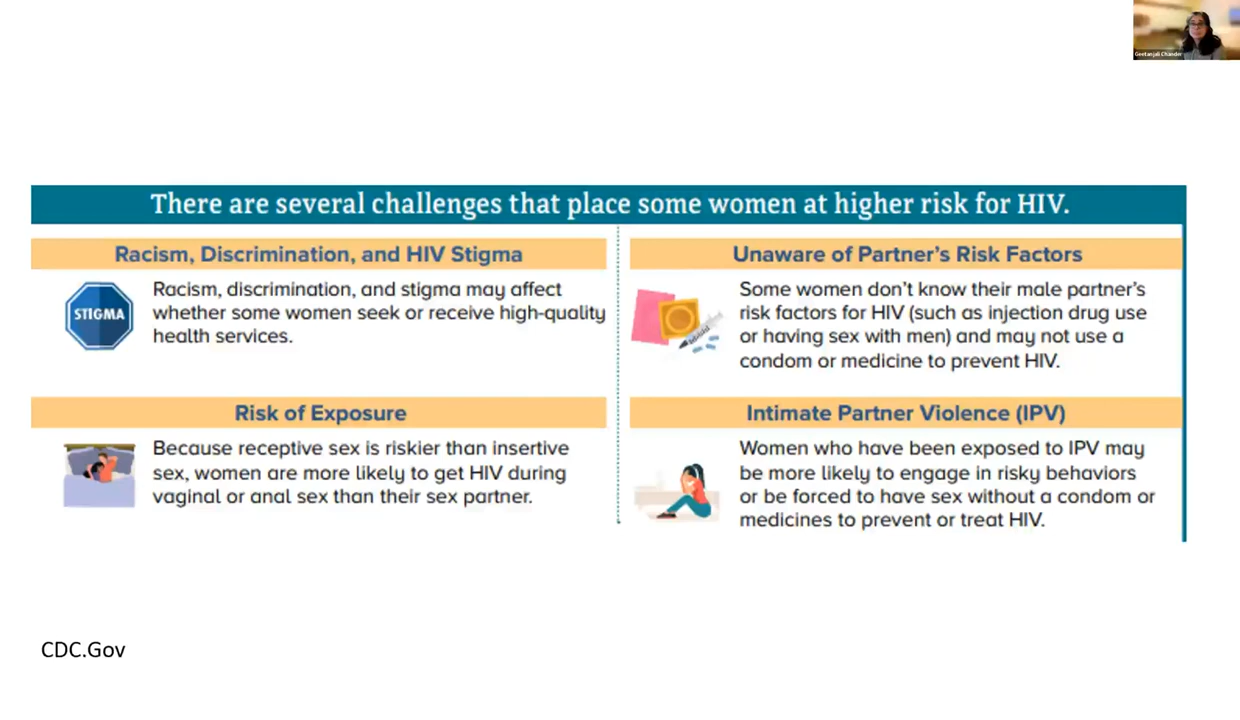 Geetanjali Chander
There are several challenges that place some women at higher risk for HIV.
Racism, Discrimination, and HIV Stigma
STIGMA
Racism, discrimination, and stigma may affect
whether some women seek or receive high-quality
health services.
Unaware of Partner's Risk Factors
Some women don't know their male partner's
risk factors for HIV (such as injection drug use
or having sex with men) and may not use a
condom or medicine to prevent HIV.
Risk of Exposure
Because receptive sex is riskier than insertive
sex, women are more likely to get HIV during
vaginal or anal sex than their sex partner.
Intimate Partner Violence (IPV)
Women who have been exposed to IPV may
be more likely to engage in risky behaviors
or be forced to have sex without a condom or
medicines to prevent or treat HIV.
CDC.Gov